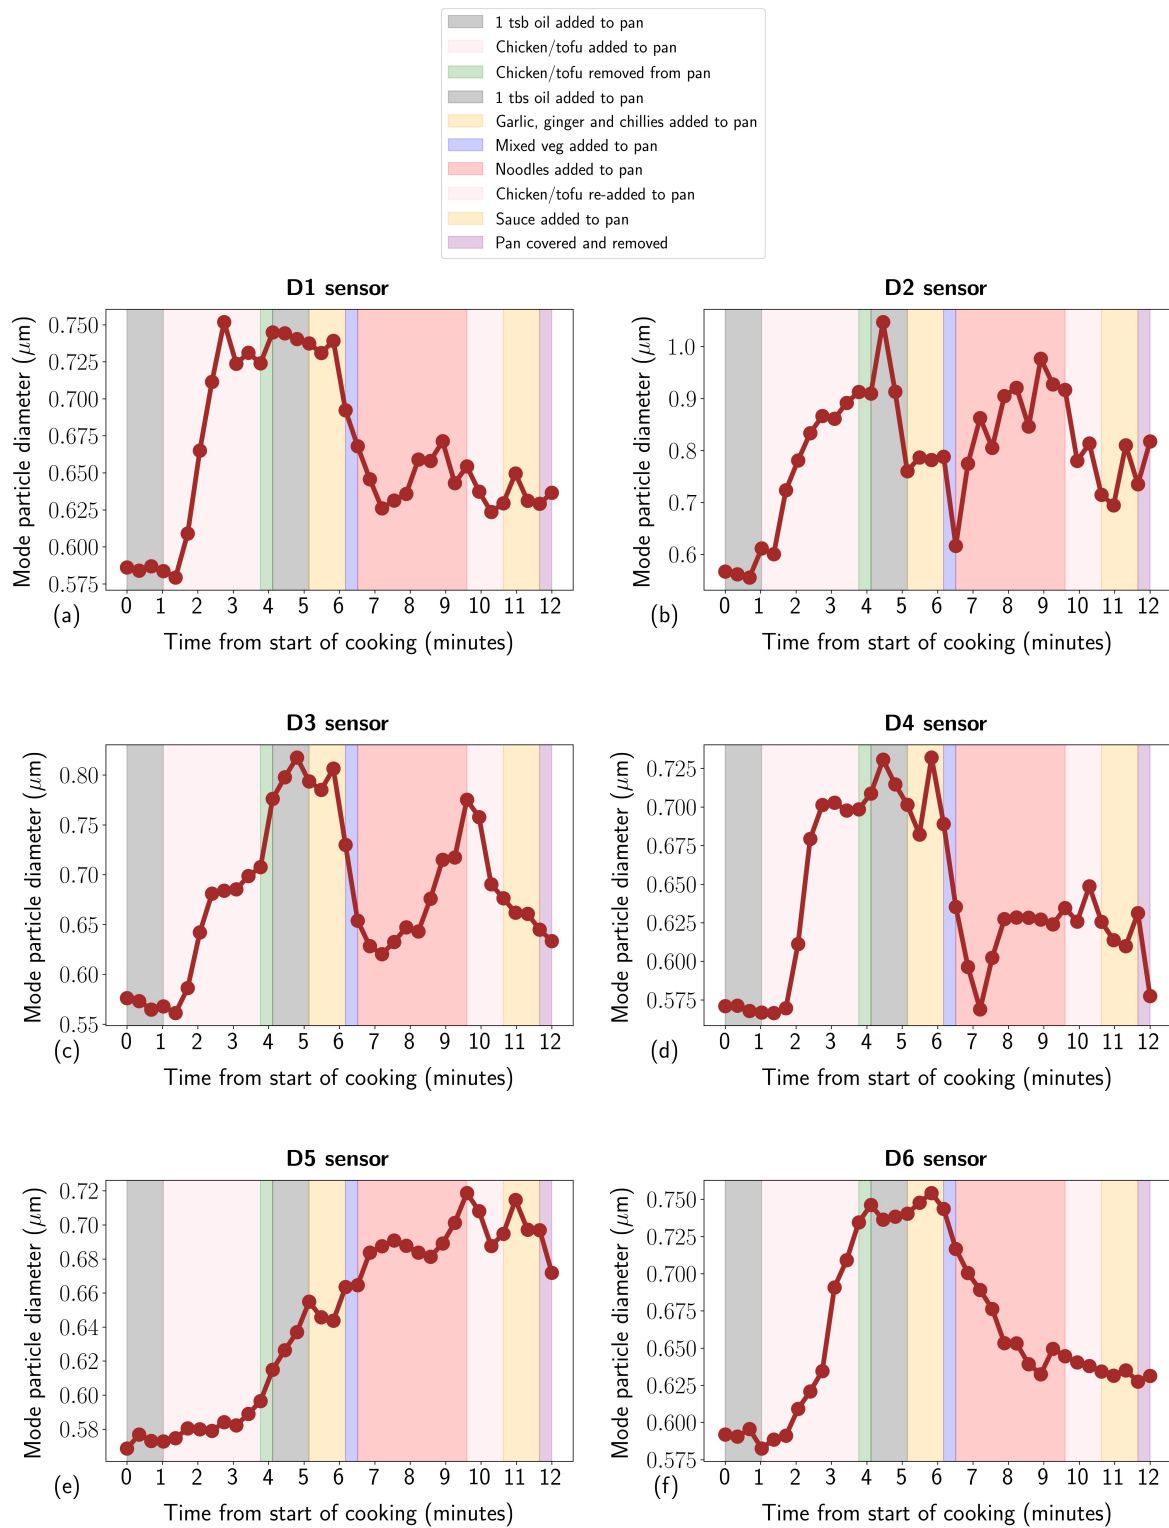 1 tsb oil added to pan
Chicken/tofu added to pan
Chicken/tofu removed from pan
1 tbs oil added to pan
Garlic, ginger and chillies added to pan
Mixed veg added to pan
Noodles added to pan
Chicken/tofu re-added to pan
Sauce added to pan
Pan covered and removed
D1 sensor
Mode particle diameter (μm)
0.750
0.725
0.700
0.675
0.650
0.625
0.600
0.575
0 1 2 3 4 5 6 7 8 9 10 11 12
(a)
Time from start of cooking (minutes)
D2 sensor
Mode particle diameter (μm)
1.0
0.9
0.8
0.7
0.6
0 1 2 3 4 5 6 7 8 9 10 11 12
(b)
Time from start of cooking (minutes)
D3 sensor
Mode particle diameter (μm)
0.80
0.75
0.70
0.65
0.60
0.55
0 1 2 3 4 5 6 7 8 9 10 11 12
(c)
Time from start of cooking (minutes)
D4 sensor
Mode particle diameter (μm)
0.725
0.700
0.675
0.650
0.625
0.600
0.575
0 1 2 3 4 5 6 7 8 9 10 11 12
(d)
Time from start of cooking (minutes)
D5 sensor
Mode particle diameter (μm)
0.72
0.70
0.68
0.66
0.64
0.62
0.60
0.58
0 1 2 3 4 5 6 7 8 9 10 11 12
(e)
Time from start of cooking (minutes)
D6 sensor
Mode particle diameter (μm)
0.750
0.725
0.700
0.675
0.650
0.625
0.600
0.575
0 1 2 3 4 5 6 7 8 9 10 11 12
(f)
Time from start of cooking (minutes)